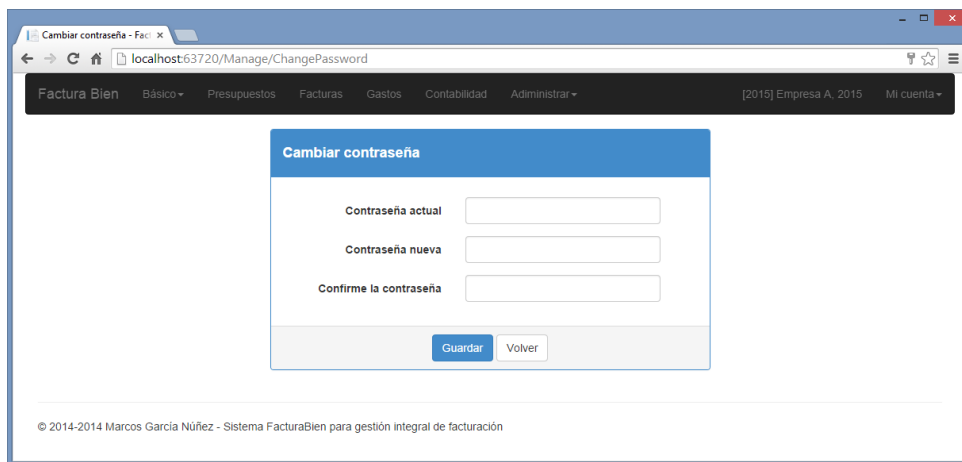 Cambiar contraseña - Fact
localhost:63720/Manage/ChangePassword
Factura Bien Básico Presupuestos Facturas Gastos Contabilidad Adiministrar [2015] Empresa A, 2015 Mi cuenta
Cambiar contraseña
Contraseña actual
Contraseña nueva
Confirme la contraseña
Guardar Volver
© 2014-2014 Marcos García Núñez - Sistema FacturaBien para gestión integral de facturación